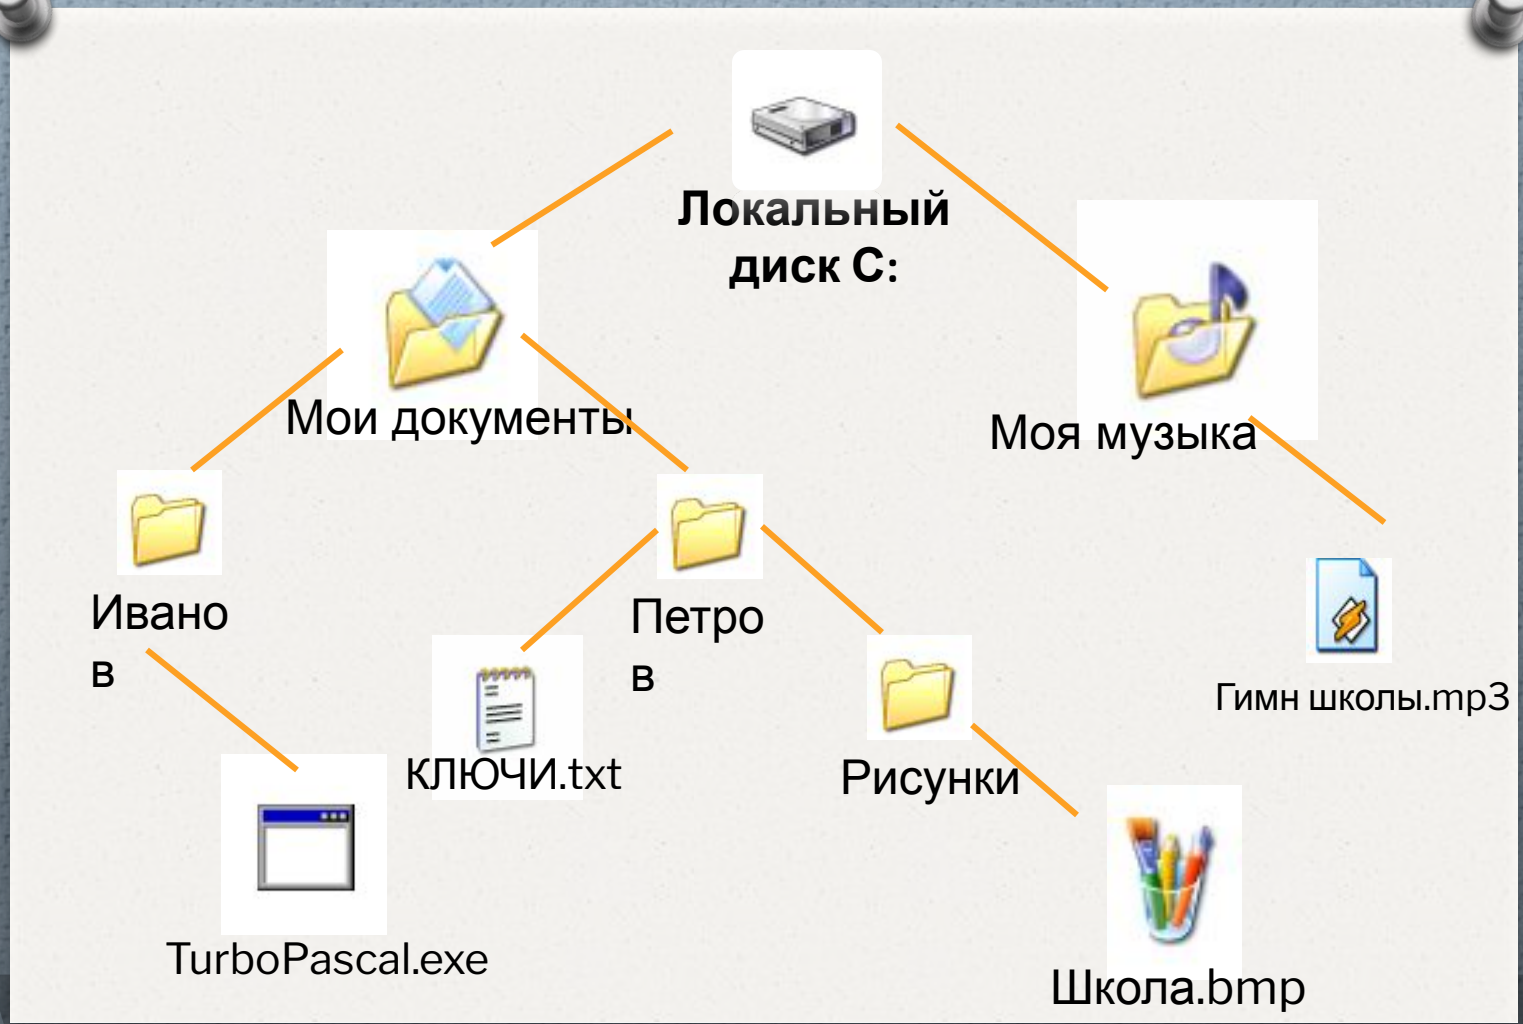 Локальный
диск C:
Мои документы
Моя музыка
Ивано
в
Петро
в
Гимн школы.mp3
КЛЮЧИ.txt
Рисунки
TurboPascal.exe
Школа.bmp